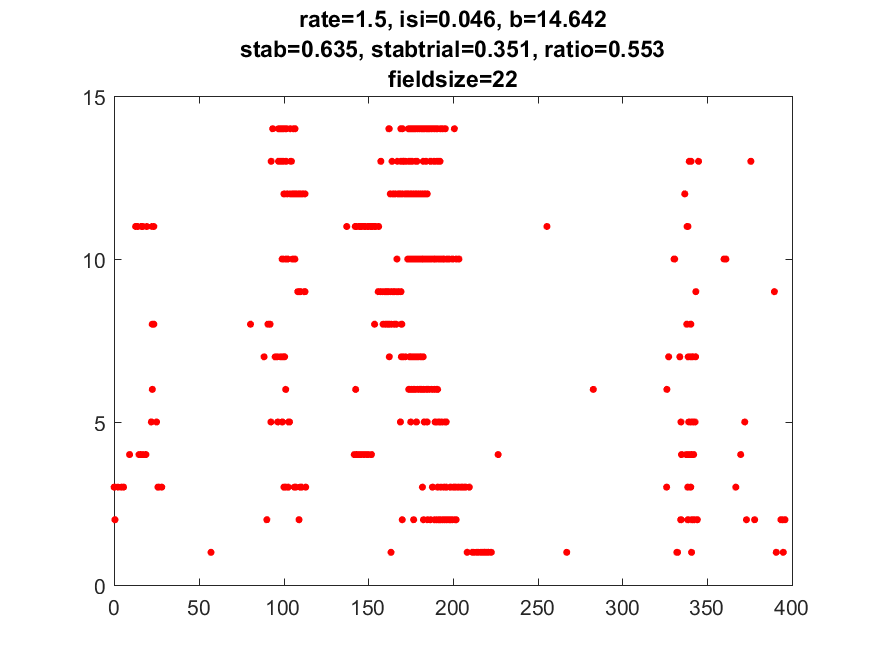 rate=1.5, isi=0.046, b=14.642
stab=0.635, stabtrial=0.351, ratio=0.553
fieldsize=22
15
10
5
0
0 50 100 150 200 250 300 350 400